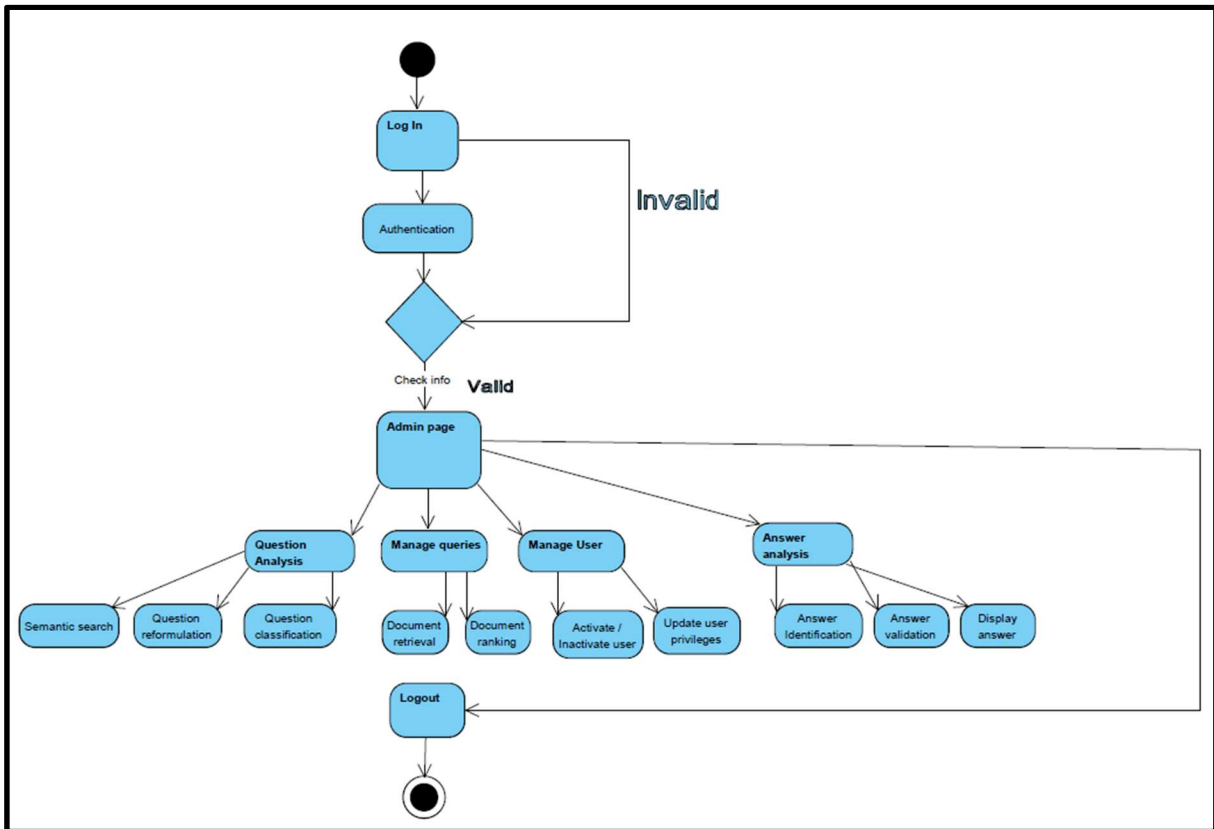 Log In
Invalid
Authentication
Check info
Valid
Admin page
Question
Analysis
Manage queries
Manage User
Answer
analysis
Semantic search
Question
reformulation
Question
classification
Document
retrieval
Document
ranking
Activate /
Inactivate user
Update user
privileges
Answer
Identification
Answer
validation
Display
answer
Logout